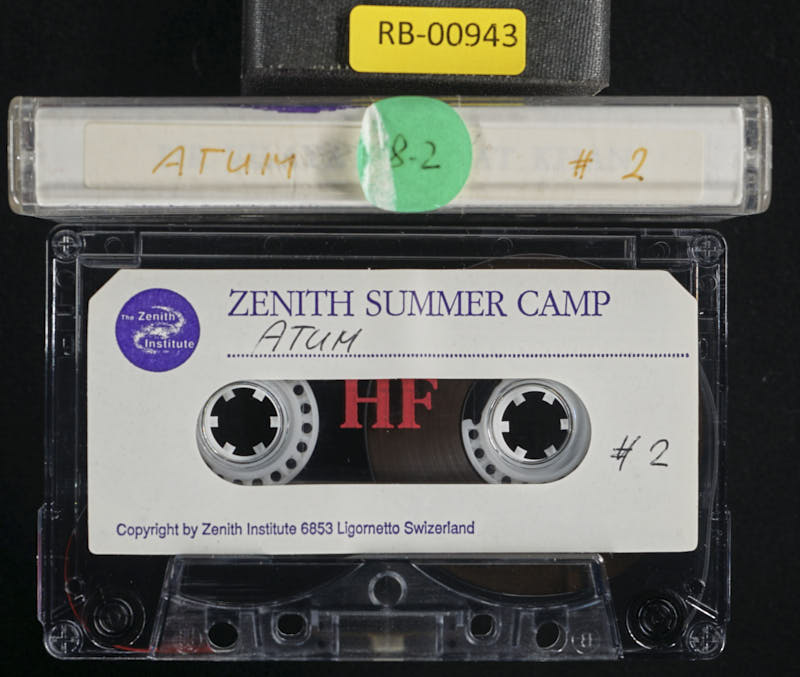 RB-00943
ATUM 8-2 # 2
The Zenith
Institute
ZENITH SUMMER CAMP
ATUM
HF
# 2
Copyright by Zenith Institute 6853 Ligornetto Swizerland